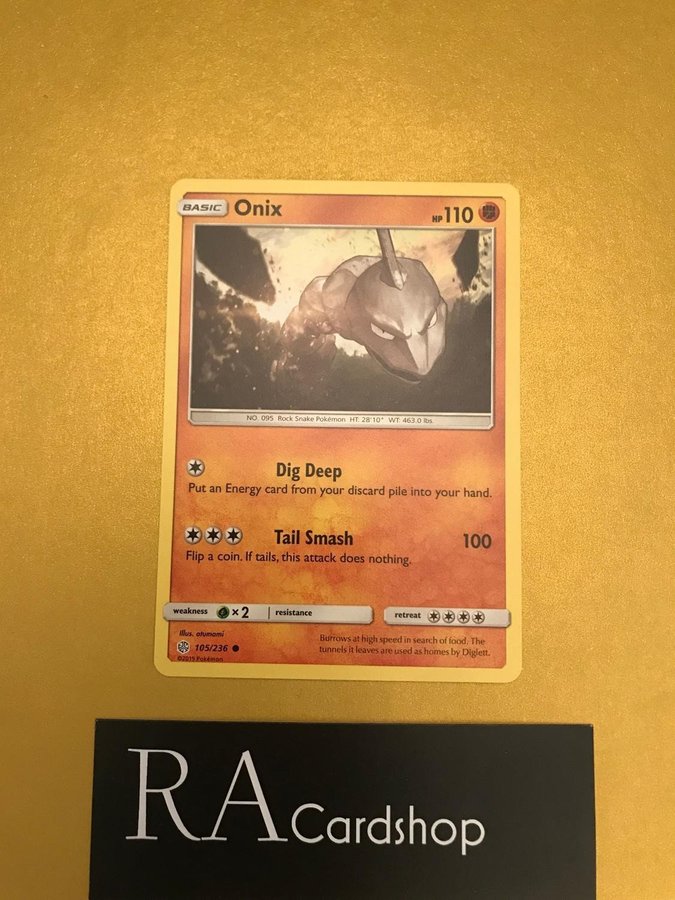 BASIC Onix HP 110
NO. 095 Rock Snake Pokémon HT: 28'10" WT: 463.0 lbs.
Dig Deep
Put an Energy card from your discard pile into your hand.
Tail Smash 100
Flip a coin. If tails, this attack does nothing.
weakness ×2 resistance retreat
Illus. otumami
Burrows at high speed in search of food. The
tunnels it leaves are used as homes by Diglett.
105/236
©2019 Pokémon
RA Cardshop